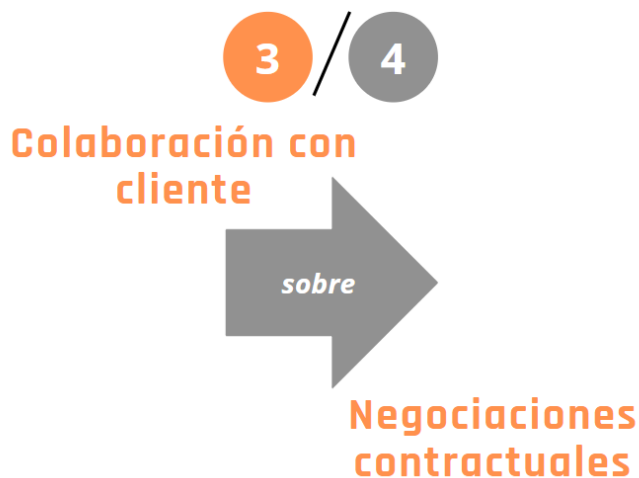 3/4
Colaboración con
cliente
sobre
Negociaciones
contractuales